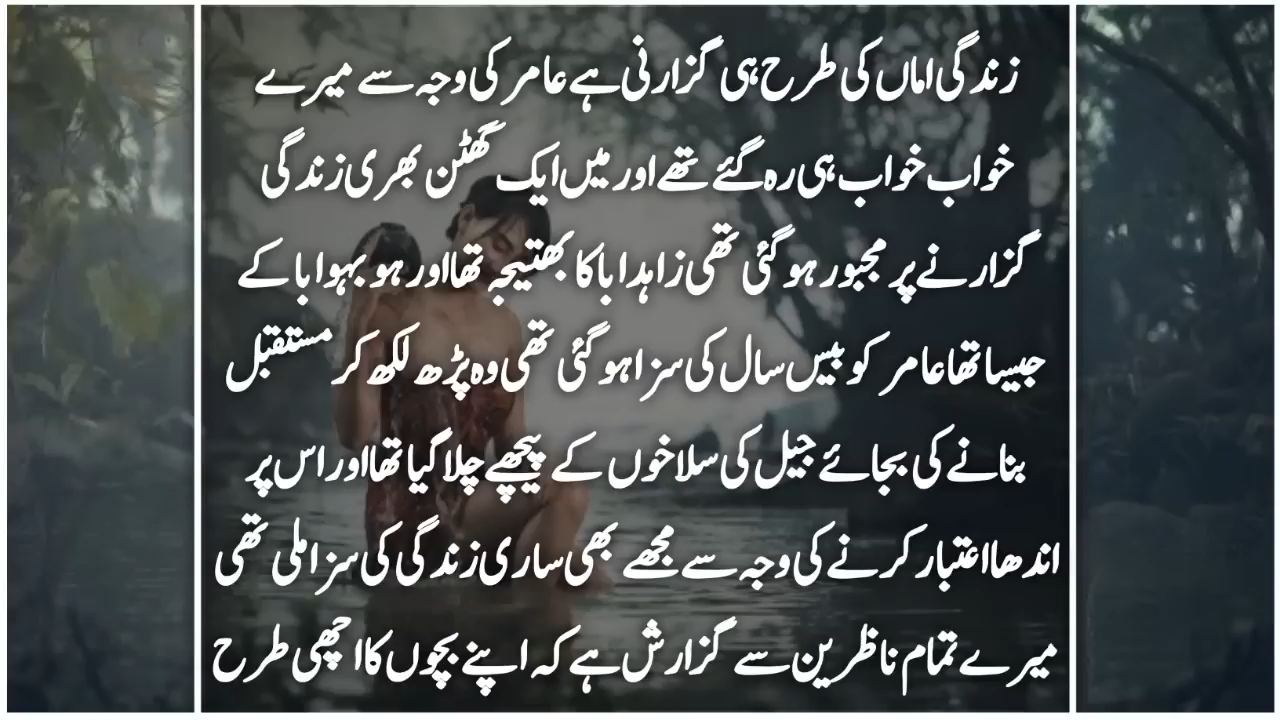 زندگی اماں کی طرح ہی گزارنی ہے عامر کی وجہ سے میرے
خواب خواب ہی رہ گئے تھے اور میں ایک گھٹن بھری زندگی
گزارنے پر مجبور ہو گئی تھی زاہد ابا کا بھتیجہ تھا اور ہو بہو ابا کے
جیسا تھا عامر کو بیس سال کی سزا ہو گئی تھی وہ پڑھ لکھ کر مستقبل
بنانے کی بجائے جیل کی سلاخوں کے پیچھے چلا گیا تھا اور اس پر
اندھا اعتبار کرنے کی وجہ سے مجھے بھی ساری زندگی کی سزا ملی تھی
میرے تمام ناظرین سے گزارش ہے کہ اپنے بچوں کا اچھی طرح